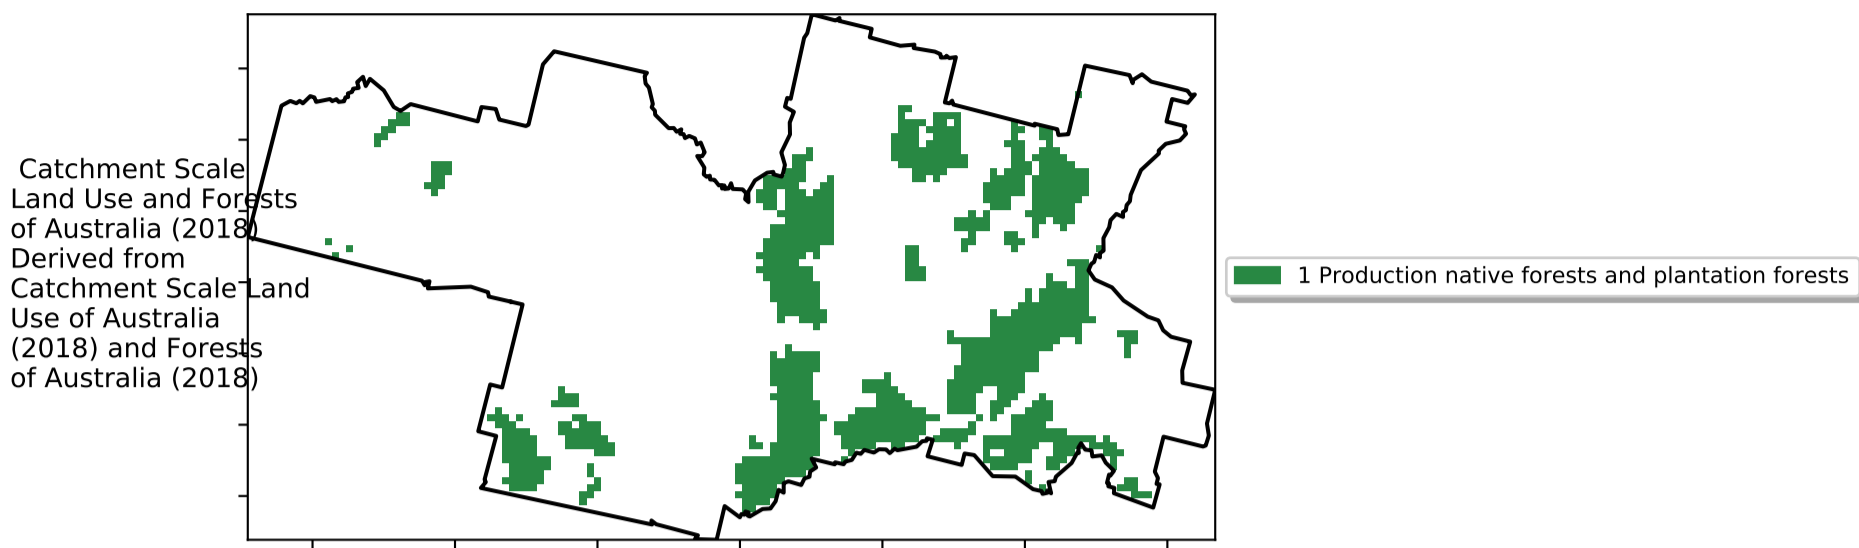 Catchment Scale
Land Use and Forests
of Australia (2018)
Derived from
Catchment Scale Land
Use of Australia
(2018) and Forests
of Australia (2018)
1 Production native forests and plantation forests